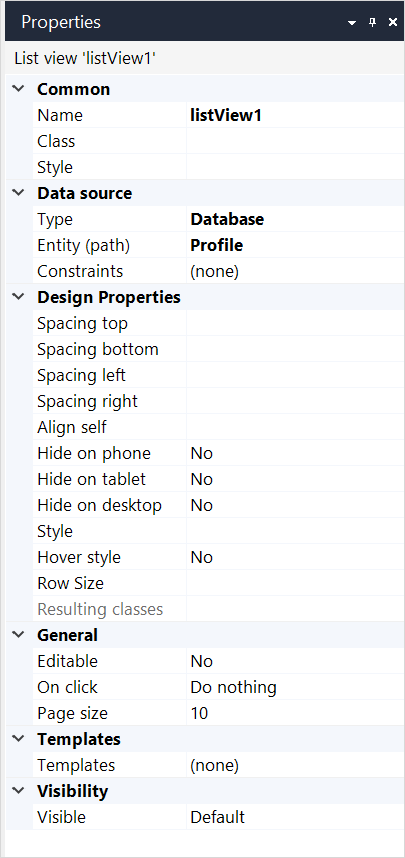 Properties
List view 'listView1'
Common
Name listView1
Class
Style
Data source
Type Database
Entity (path) Profile
Constraints (none)
Design Properties
Spacing top
Spacing bottom
Spacing left
Spacing right
Align self
Hide on phone No
Hide on tablet No
Hide on desktop No
Style
Hover style No
Row Size
Resulting classes
General
Editable No
On click Do nothing
Page size 10
Templates
Templates (none)
Visibility
Visible Default